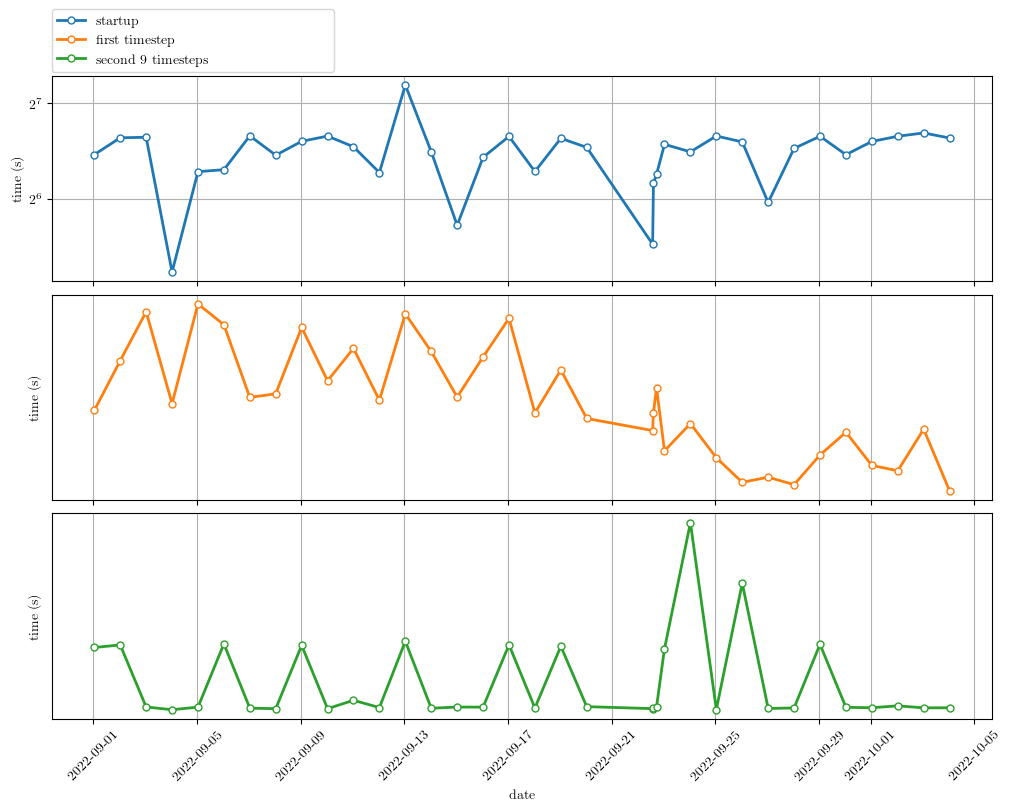 startup
first timestep
second 9 timesteps
2⁷
2⁶
time (s)
time (s)
time (s)
2022-09-01
2022-09-05
2022-09-09
2022-09-13
2022-09-17
2022-09-21
2022-09-25
2022-09-29
2022-10-01
2022-10-05
date